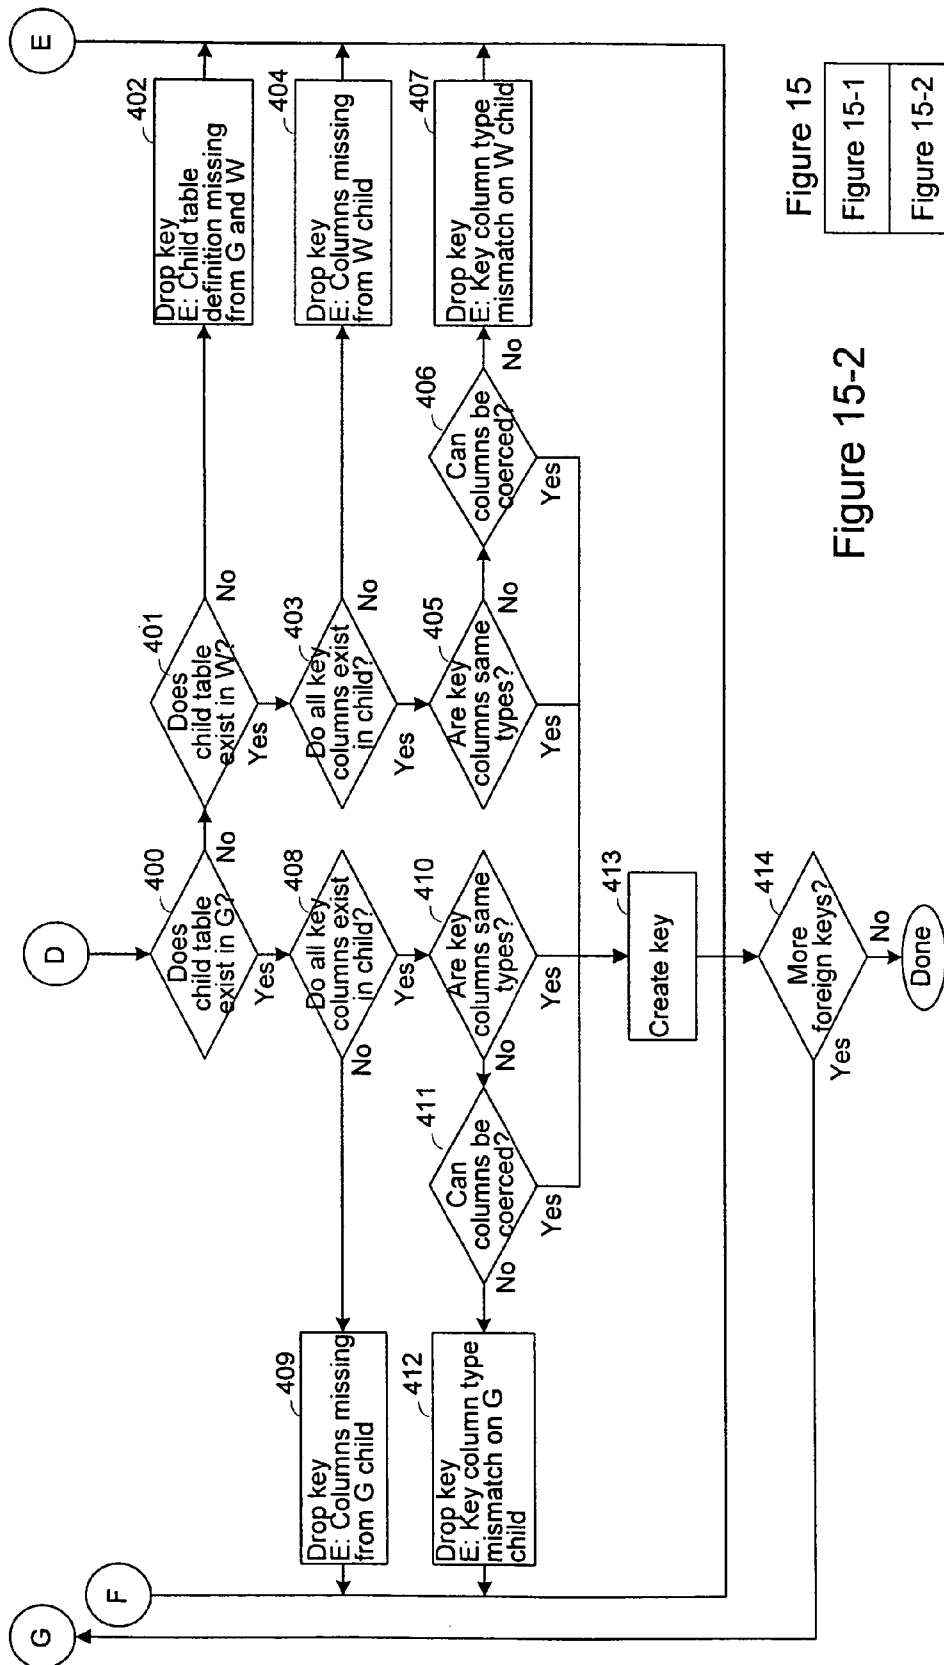 D
E
400
Does
child table
exist in G?
No
Yes
401
Does
child table
exist in W?
No
Yes
402
Drop key
E: Child table
definition missing
from G and W
408
Do all key
columns exist
in child?
No
Yes
403
Do all key
columns exist
in child?
No
Yes
404
Drop key
E: Columns missing
from W child
409
Drop key
E: Columns missing
from G child
410
Are key
columns same
types?
No
Yes
405
Are key
columns same
types?
No
Yes
406
Can
columns be
coerced?
No
Yes
407
Drop key
E: Key column type
mismatch on W child
411
Can
columns be
coerced?
No
Yes
412
Drop key
E: Key column type
mismatch on G
child
F
G
413
Create key
414
More
foreign keys?
Yes
No
Done
Figure 15-2
Figure 15
Figure 15-1
Figure 15-2